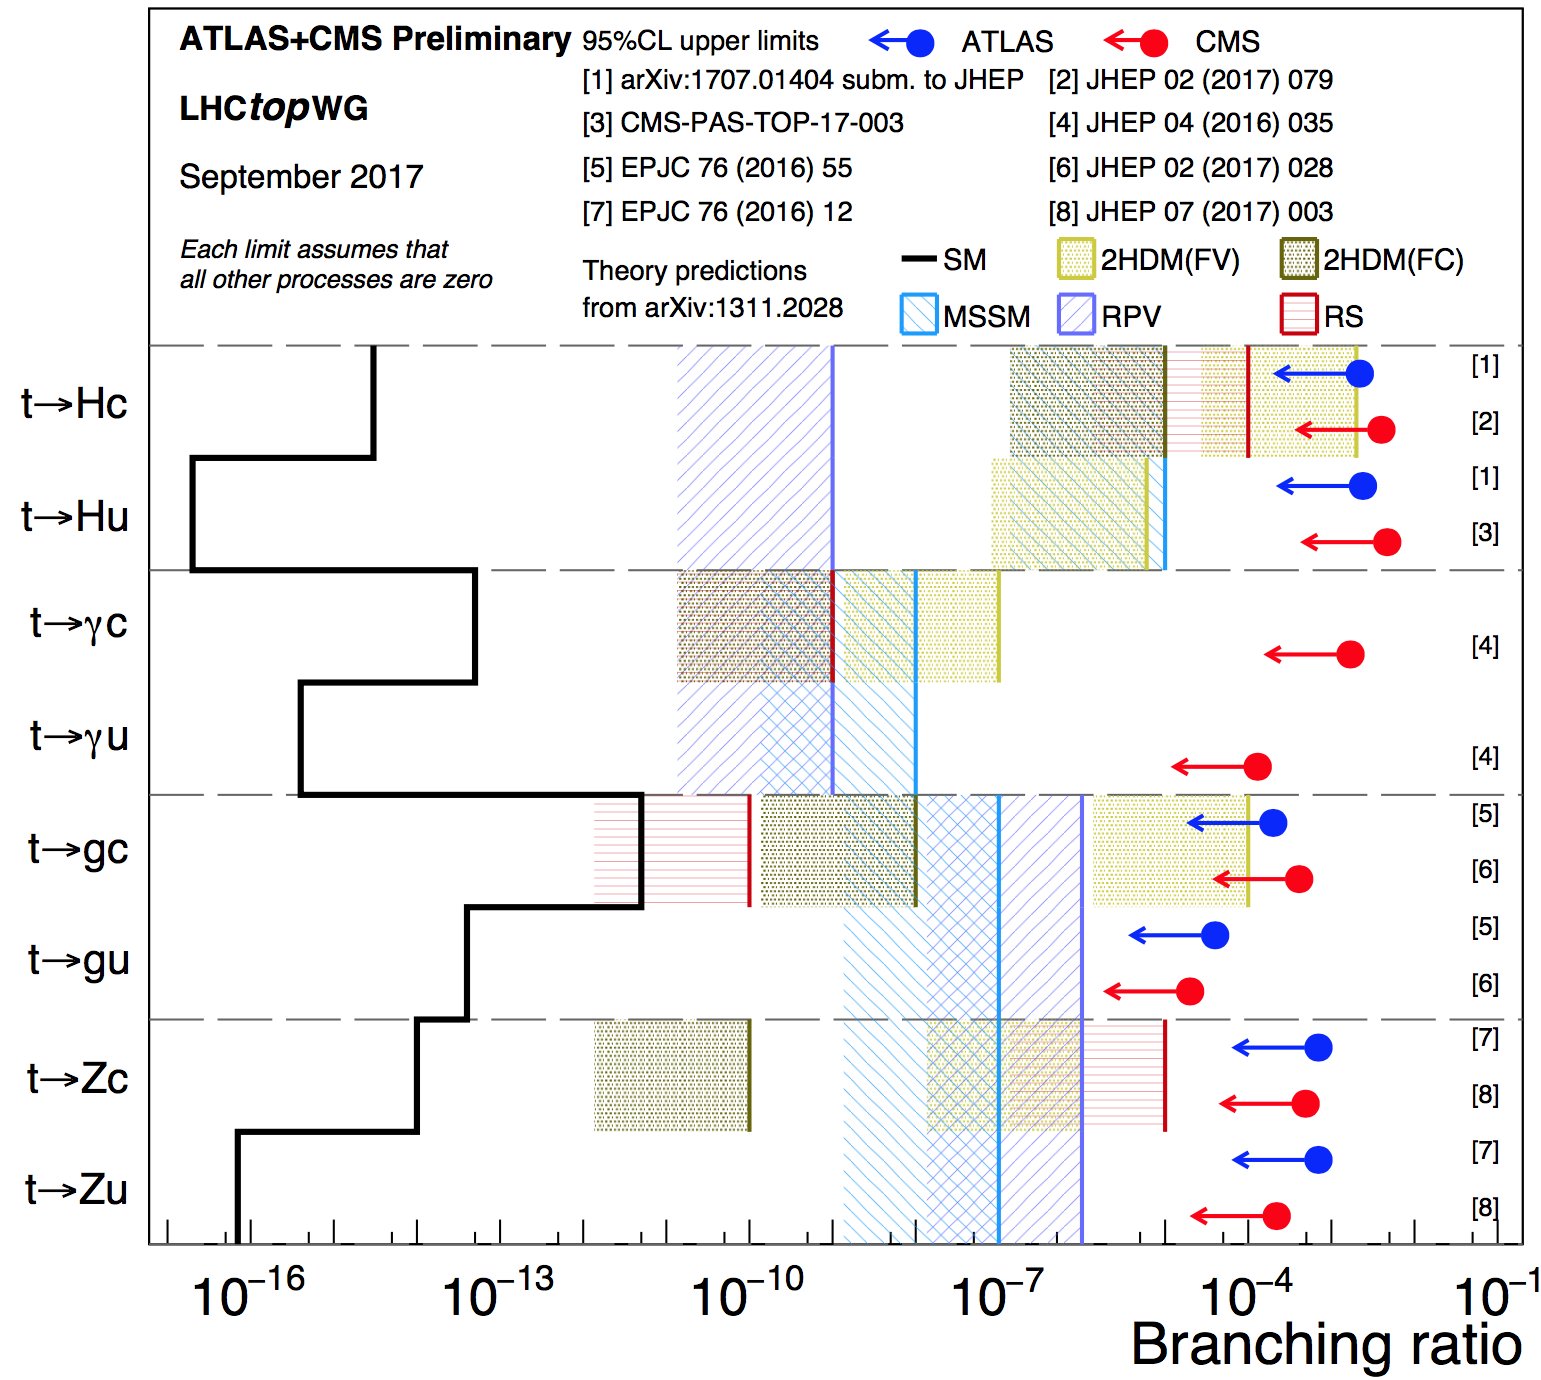 ATLAS+CMS Preliminary
LHCtopWG
September 2017
Each limit assumes that
all other processes are zero
95%CL upper limits ATLAS CMS
[1] arXiv:1707.01404 subm. to JHEP [2] JHEP 02 (2017) 079
[3] CMS-PAS-TOP-17-003 [4] JHEP 04 (2016) 035
[5] EPJC 76 (2016) 55 [6] JHEP 02 (2017) 028
[7] EPJC 76 (2016) 12 [8] JHEP 07 (2017) 003
Theory predictions
from arXiv:1311.2028
SM 2HDM(FV) 2HDM(FC)
MSSM RPV RS
t→Hc [1]
[2]
t→Hu [1]
[3]
t→γc [4]
t→γu [4]
t→gc [5]
[6]
t→gu [5]
[6]
t→Zc [7]
[8]
t→Zu [7]
[8]
10⁻¹⁶ 10⁻¹³ 10⁻¹⁰ 10⁻⁷ 10⁻⁴ 10⁻¹
Branching ratio